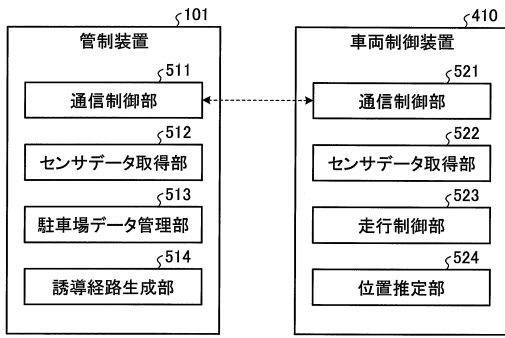 101
管制装置
511
通信制御部
512
センサデータ取得部
513
駐車場データ管理部
514
誘導経路生成部
410
車両制御装置
521
通信制御部
522
センサデータ取得部
523
走行制御部
524
位置推定部